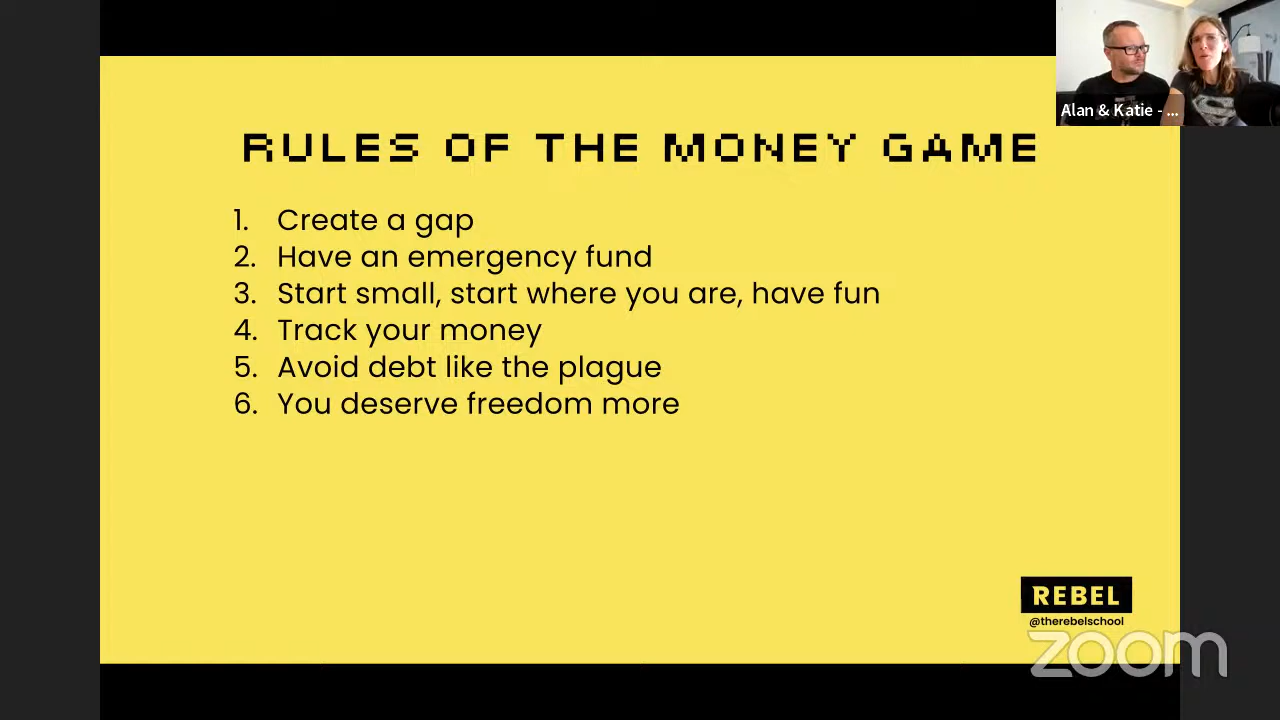 Alan & Katie - ...
RULES OF THE MONEY GAME
1. Create a gap
2. Have an emergency fund
3. Start small, start where you are, have fun
4. Track your money
5. Avoid debt like the plague
6. You deserve freedom more
REBEL
@therebelschool
zoom